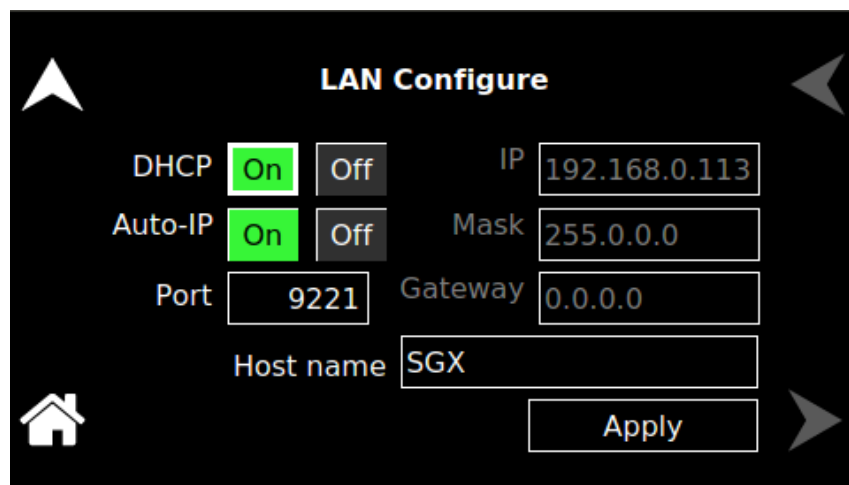 LAN Configure
DHCP On Off IP 192.168.0.113
Auto-IP On Off Mask 255.0.0.0
Port 9221 Gateway 0.0.0.0
Host name SGX
Apply